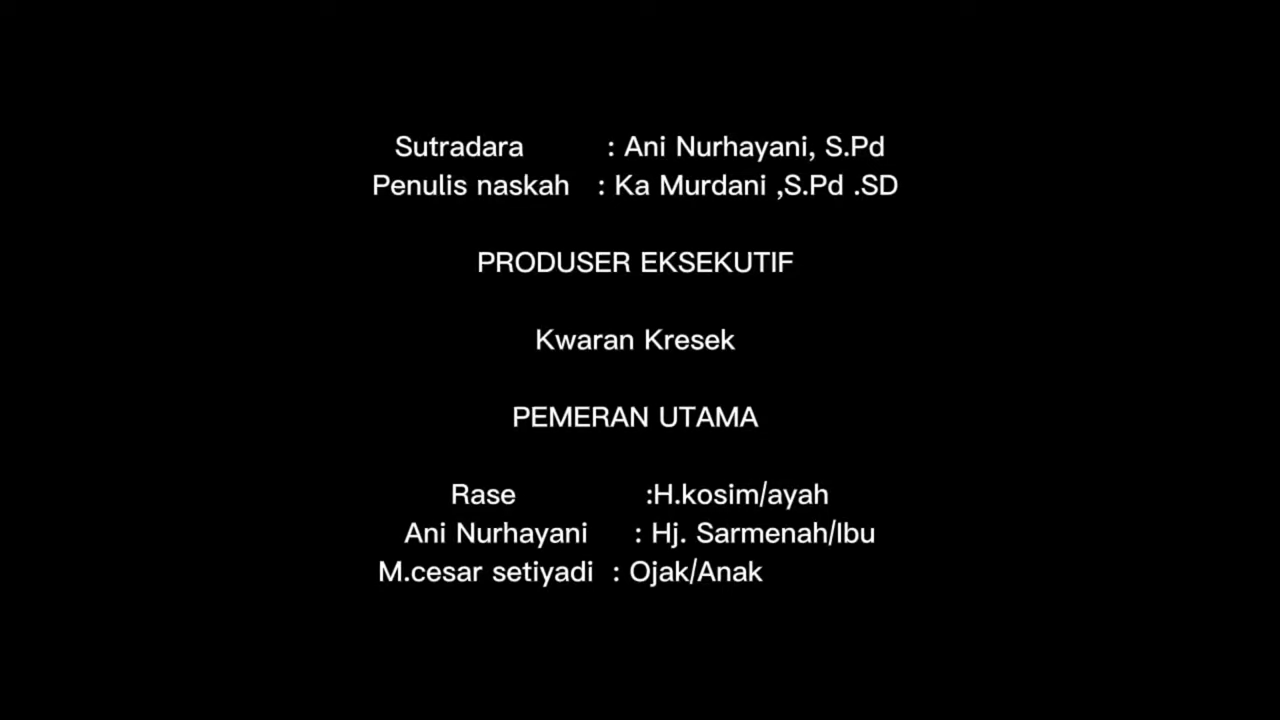 Sutradara : Ani Nurhayani, S.Pd
Penulis naskah : Ka Murdani ,S.Pd .SD
PRODUSER EKSEKUTIF
Kwaran Kresek
PEMERAN UTAMA
Rase :H.kosim/ayah
Ani Nurhayani : Hj. Sarmenah/Ibu
M.cesar setiyadi : Ojak/Anak